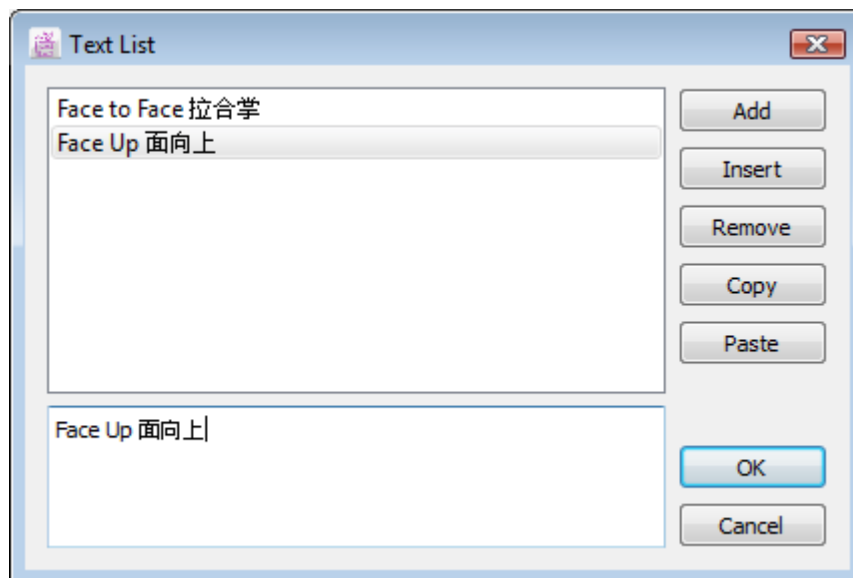 Text List
Face to Face 拉合掌
Face Up 面向上
Add
Insert
Remove
Copy
Paste
Face Up 面向上
OK
Cancel